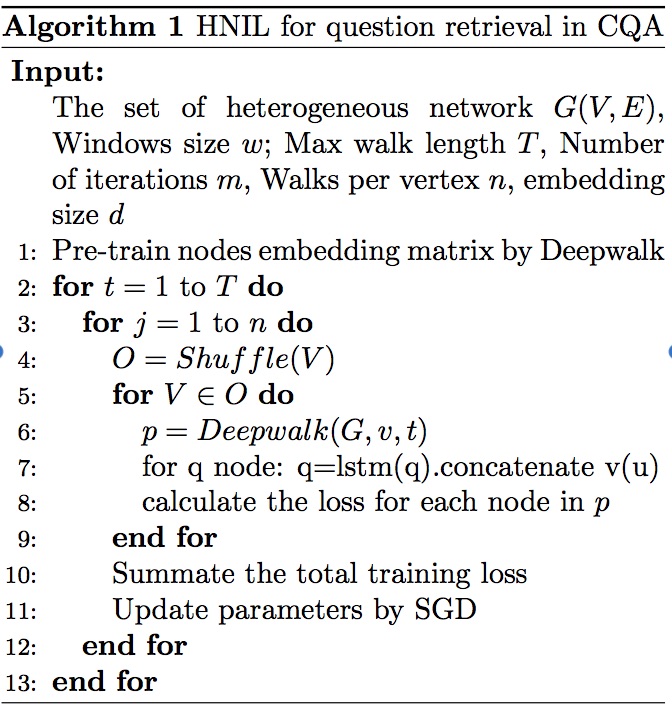 Algorithm 1 HNIL for question retrieval in CQA
Input:
The set of heterogeneous network G(V, E),
Windows size w; Max walk length T, Number
of iterations m, Walks per vertex n, embedding
size d
1: Pre-train nodes embedding matrix by Deepwalk
2: for t = 1 to T do
3: for j = 1 to n do
4: O = Shuffle(V)
5: for V ∈ O do
6: p = Deepwalk(G, v, t)
7: for q node: q=lstm(q).concatenate v(u)
8: calculate the loss for each node in p
9: end for
10: Summate the total training loss
11: Update parameters by SGD
12: end for
13: end for